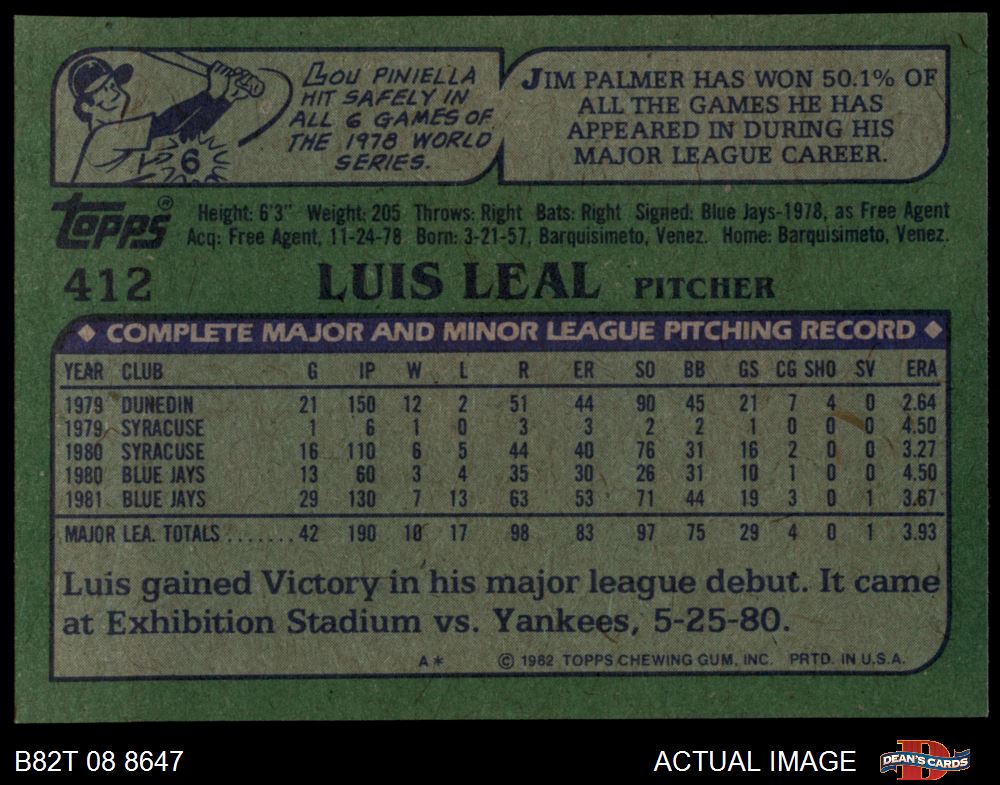 LOU PINIELLA
HIT SAFELY IN
ALL 6 GAMES OF
THE 1978 WORLD
SERIES.
6
JIM PALMER HAS WON 50.1% OF
ALL THE GAMES HE HAS
APPEARED IN DURING HIS
MAJOR LEAGUE CAREER.
TOPPS®
Height: 6'3" Weight: 205 Throws: Right Bats: Right Signed: Blue Jays-1978, as Free Agent
Acq: Free Agent, 11-24-78 Born: 3-21-57, Barquisimeto, Venez. Home: Barquisimeto, Venez.
412 LUIS LEAL PITCHER
◆ COMPLETE MAJOR AND MINOR LEAGUE PITCHING RECORD ◆
YEAR CLUB G IP W L R ER SO BB GS CG SHO SV ERA
1979 DUNEDIN 21 150 12 2 51 44 90 45 21 7 4 0 2.64
1979 SYRACUSE 1 6 1 0 3 3 2 2 1 0 0 0 4.50
1980 SYRACUSE 16 110 6 5 44 40 76 31 16 2 0 0 3.27
1980 BLUE JAYS 13 60 3 4 35 30 26 31 10 1 0 0 4.50
1981 BLUE JAYS 29 130 7 13 63 53 71 44 19 3 0 1 3.67
MAJOR LEA. TOTALS.......42 190 10 17 98 83 97 75 29 4 0 1 3.93
Luis gained Victory in his major league debut. It came
at Exhibition Stadium vs. Yankees, 5-25-80.
A* © 1982 TOPPS CHEWING GUM, INC. PRTD. IN U.S.A.
B82T 08 8647 ACTUAL IMAGE D DEAN'S CARDS